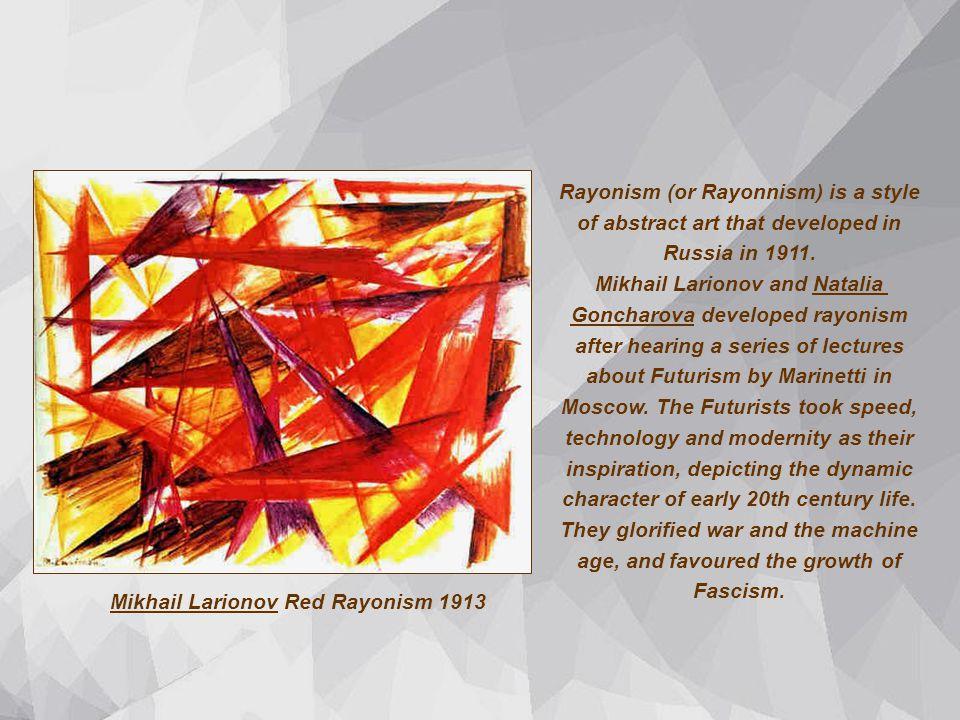 Rayonism (or Rayonnism) is a style
of abstract art that developed in
Russia in 1911.
Mikhail Larionov and Natalia
Goncharova developed rayonism
after hearing a series of lectures
about Futurism by Marinetti in
Moscow. The Futurists took speed,
technology and modernity as their
inspiration, depicting the dynamic
character of early 20th century life.
They glorified war and the machine
age, and favoured the growth of
Fascism.
Mikhail Larionov Red Rayonism 1913